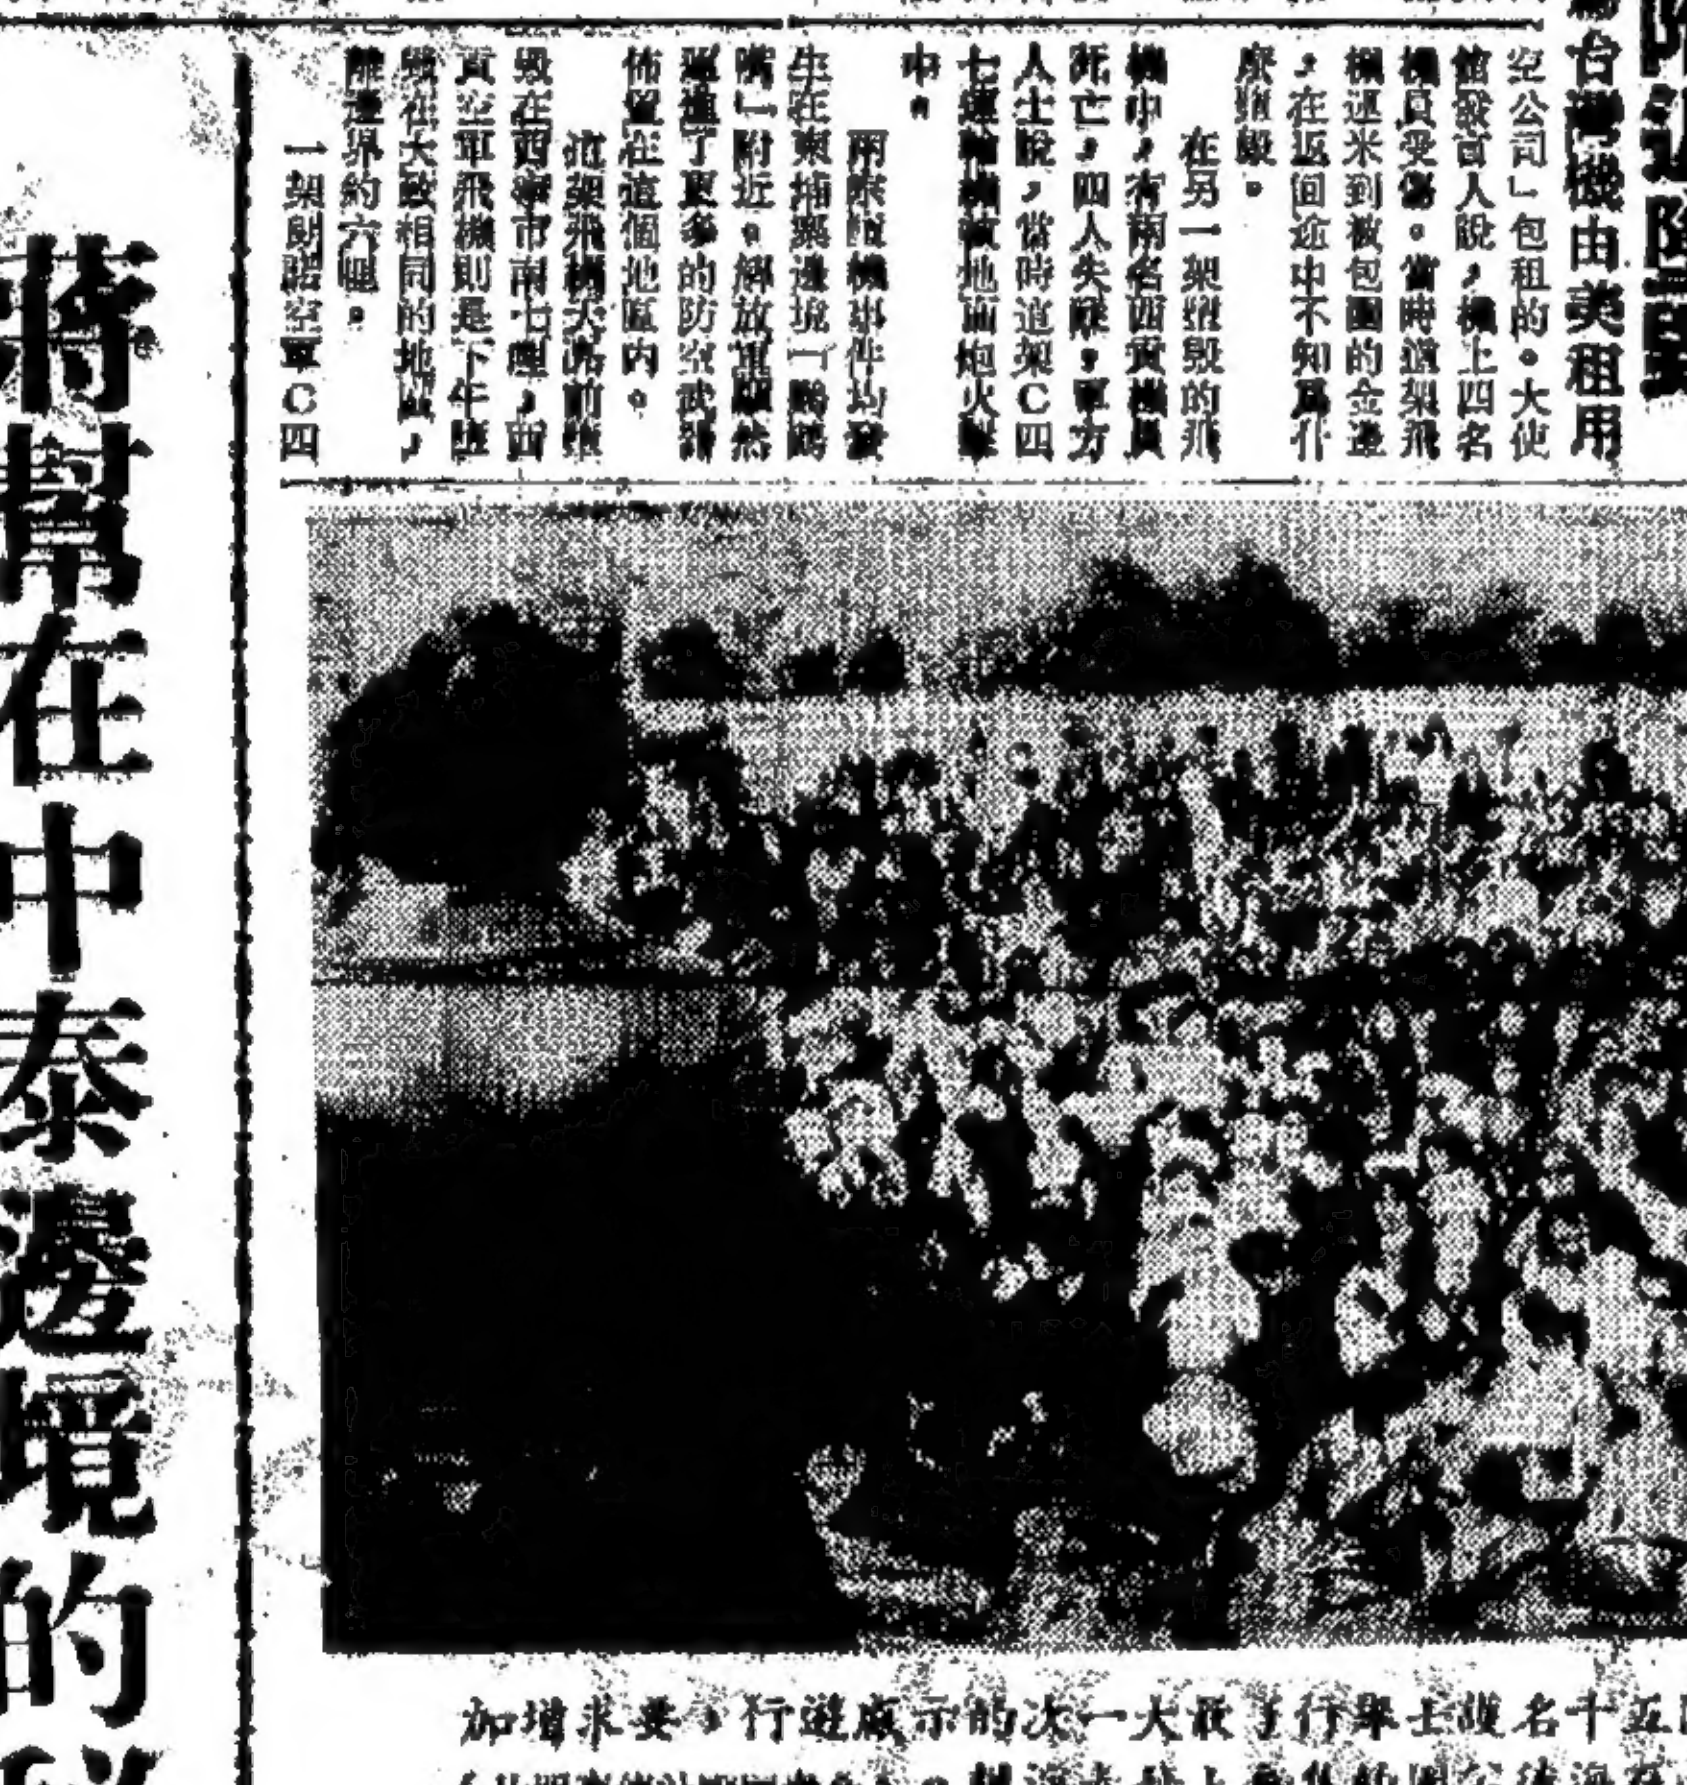 台灣機由美租用
空公司」包租的。大使
館發言人說，機上四名
機員受傷。當時這架飛
機運米到被包圍的金邊
，在返回途中不知爲什
麼墮毀。
在另一架墮毀的飛
機中，有兩名西貢機員
死亡，四人失蹤，軍方
人士說，當時這架C四
七運輸機被地面炮火擊
中。
兩宗墮機事件均發
生在柬埔寨邊境「鸚鵡
嘴」附近。解放軍顯然
運進了更多的防空武器
佈置在這個地區內。
這架飛機失事前墮
毀在西寧市南七哩，西
貢空軍飛機則是下午墮
毀在大致相同的地區，
離邊界約六哩。
一架劍諾空軍C四
蔣幫在中泰邊境的
加增求要，行遊威示的次一大最了行舉士護名十五